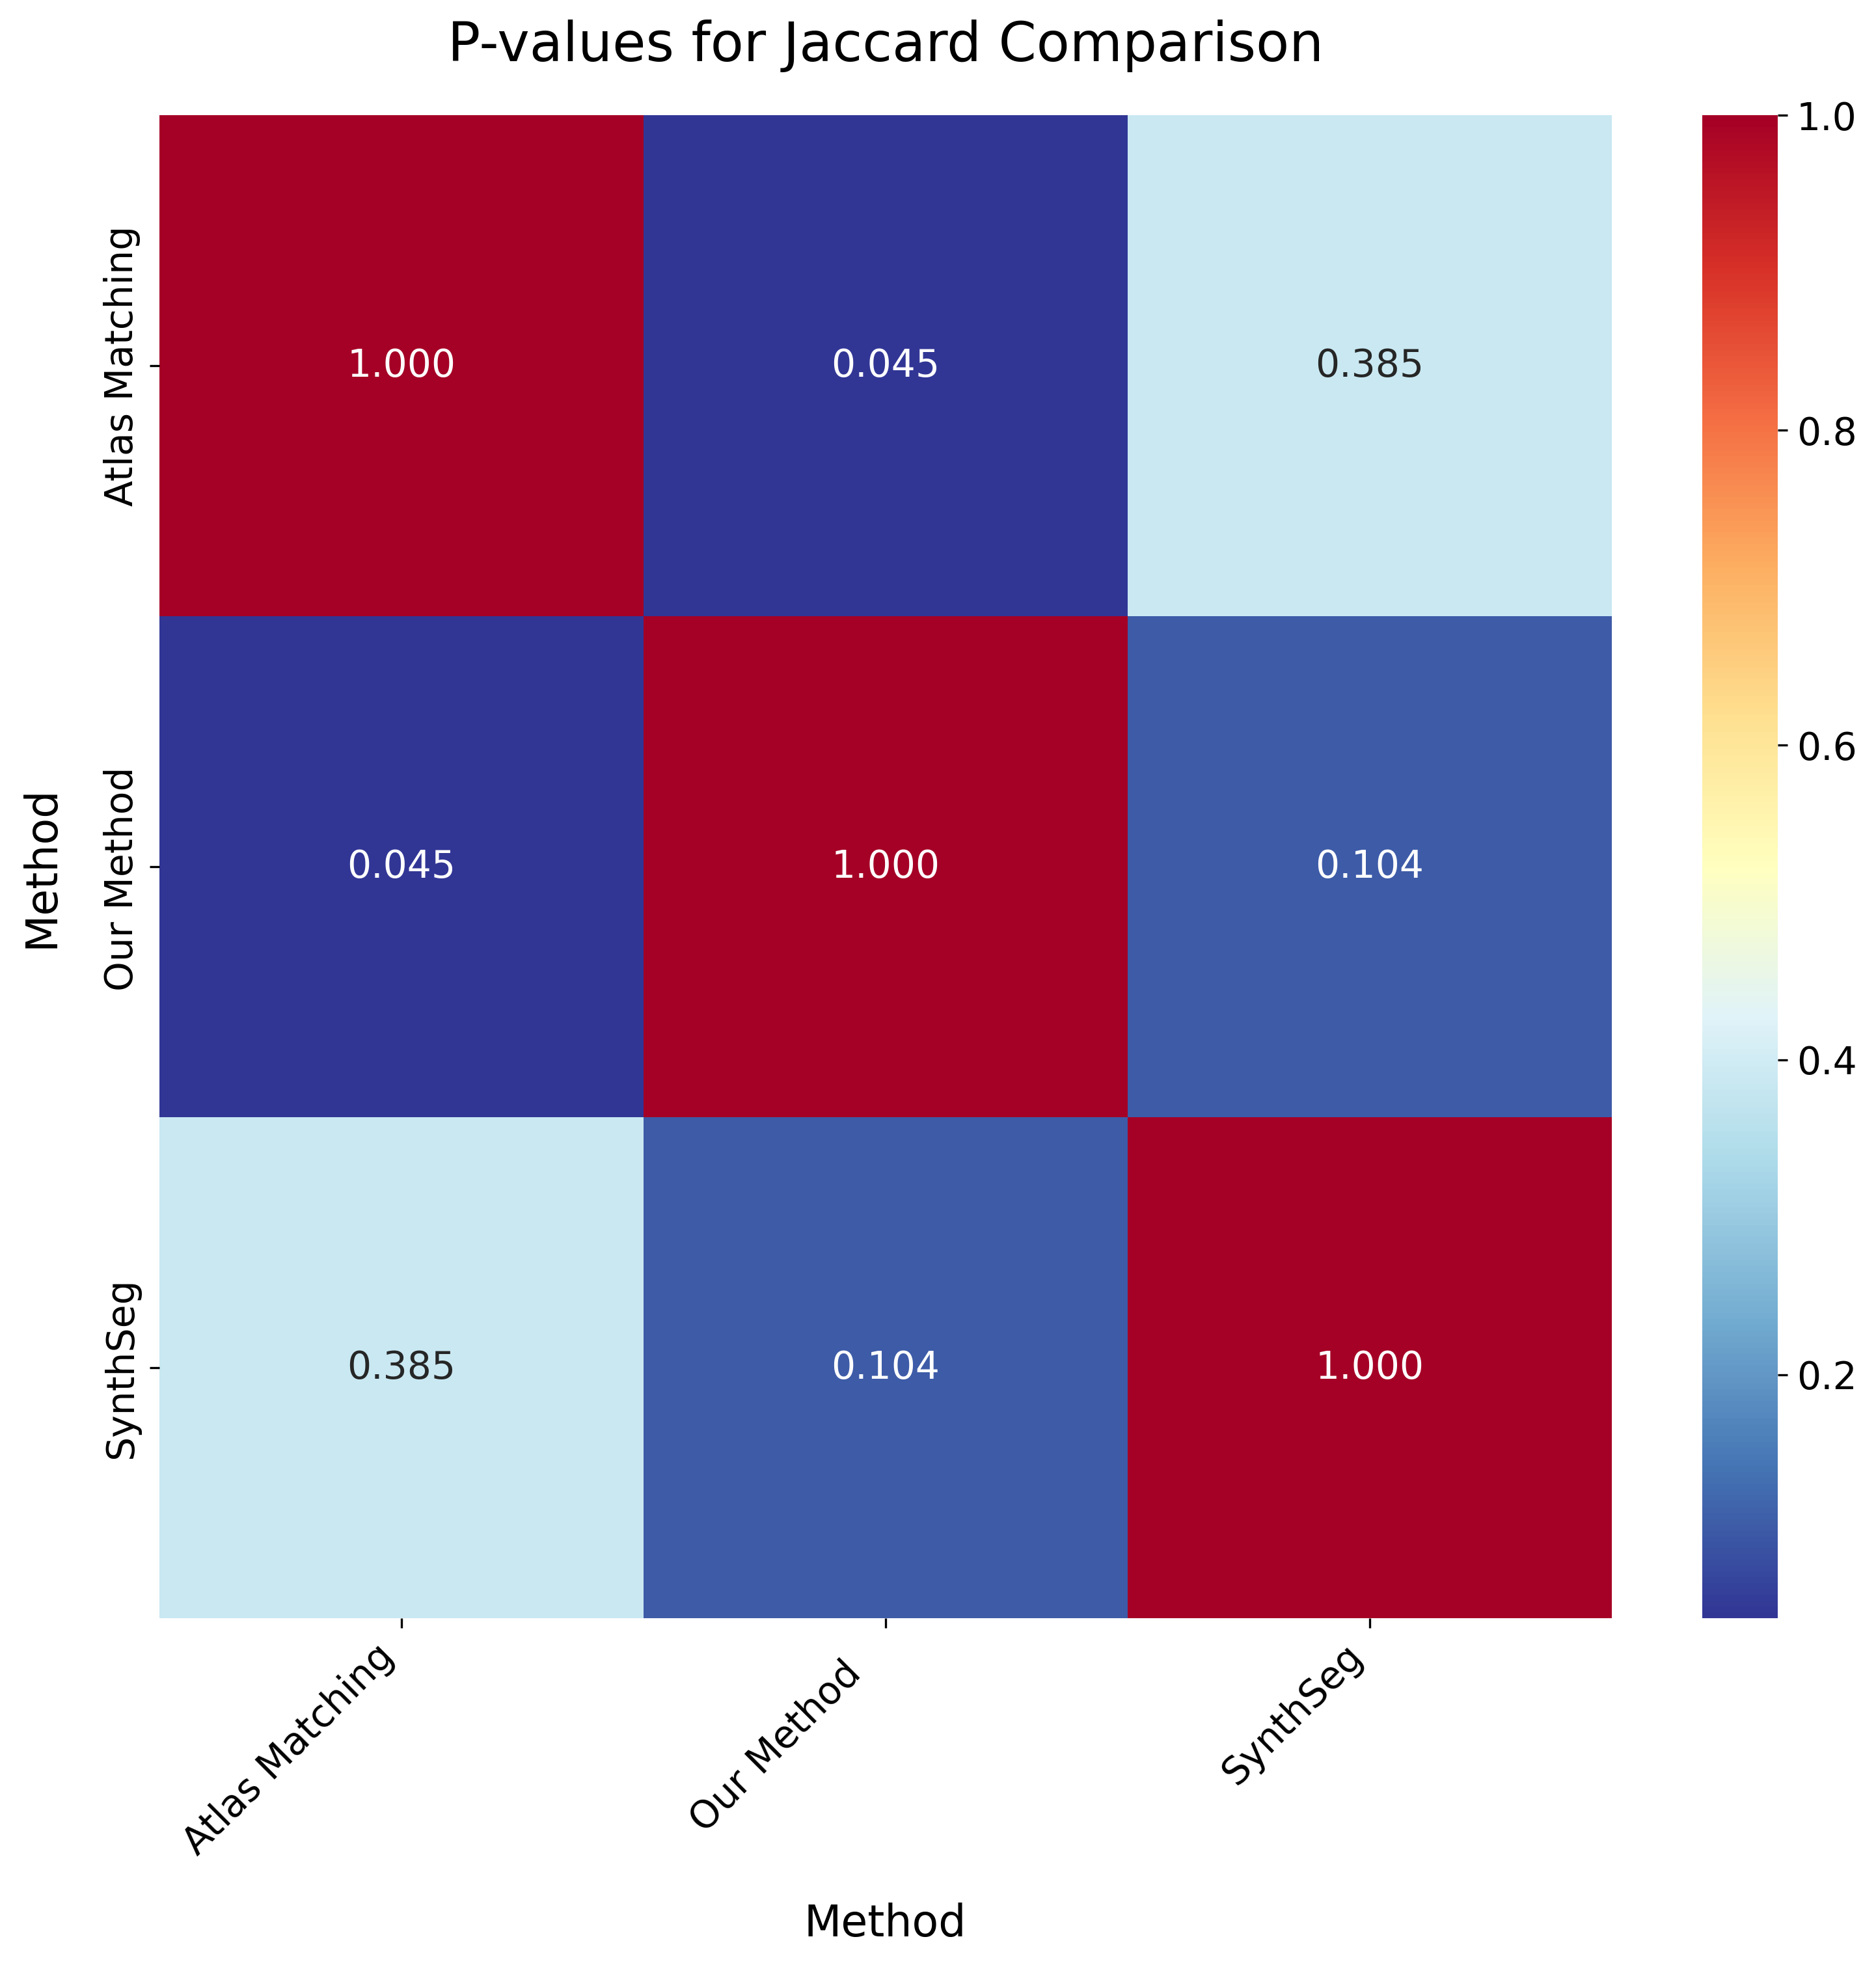 P-values for Jaccard Comparison
1.0
Atlas Matching
1.000
0.045
0.385
0.8
0.6
Method
Our Method
0.045
1.000
0.104
0.4
SynthSeg
0.385
0.104
1.000
0.2
Atlas Matching
Our Method
SynthSeg
Method